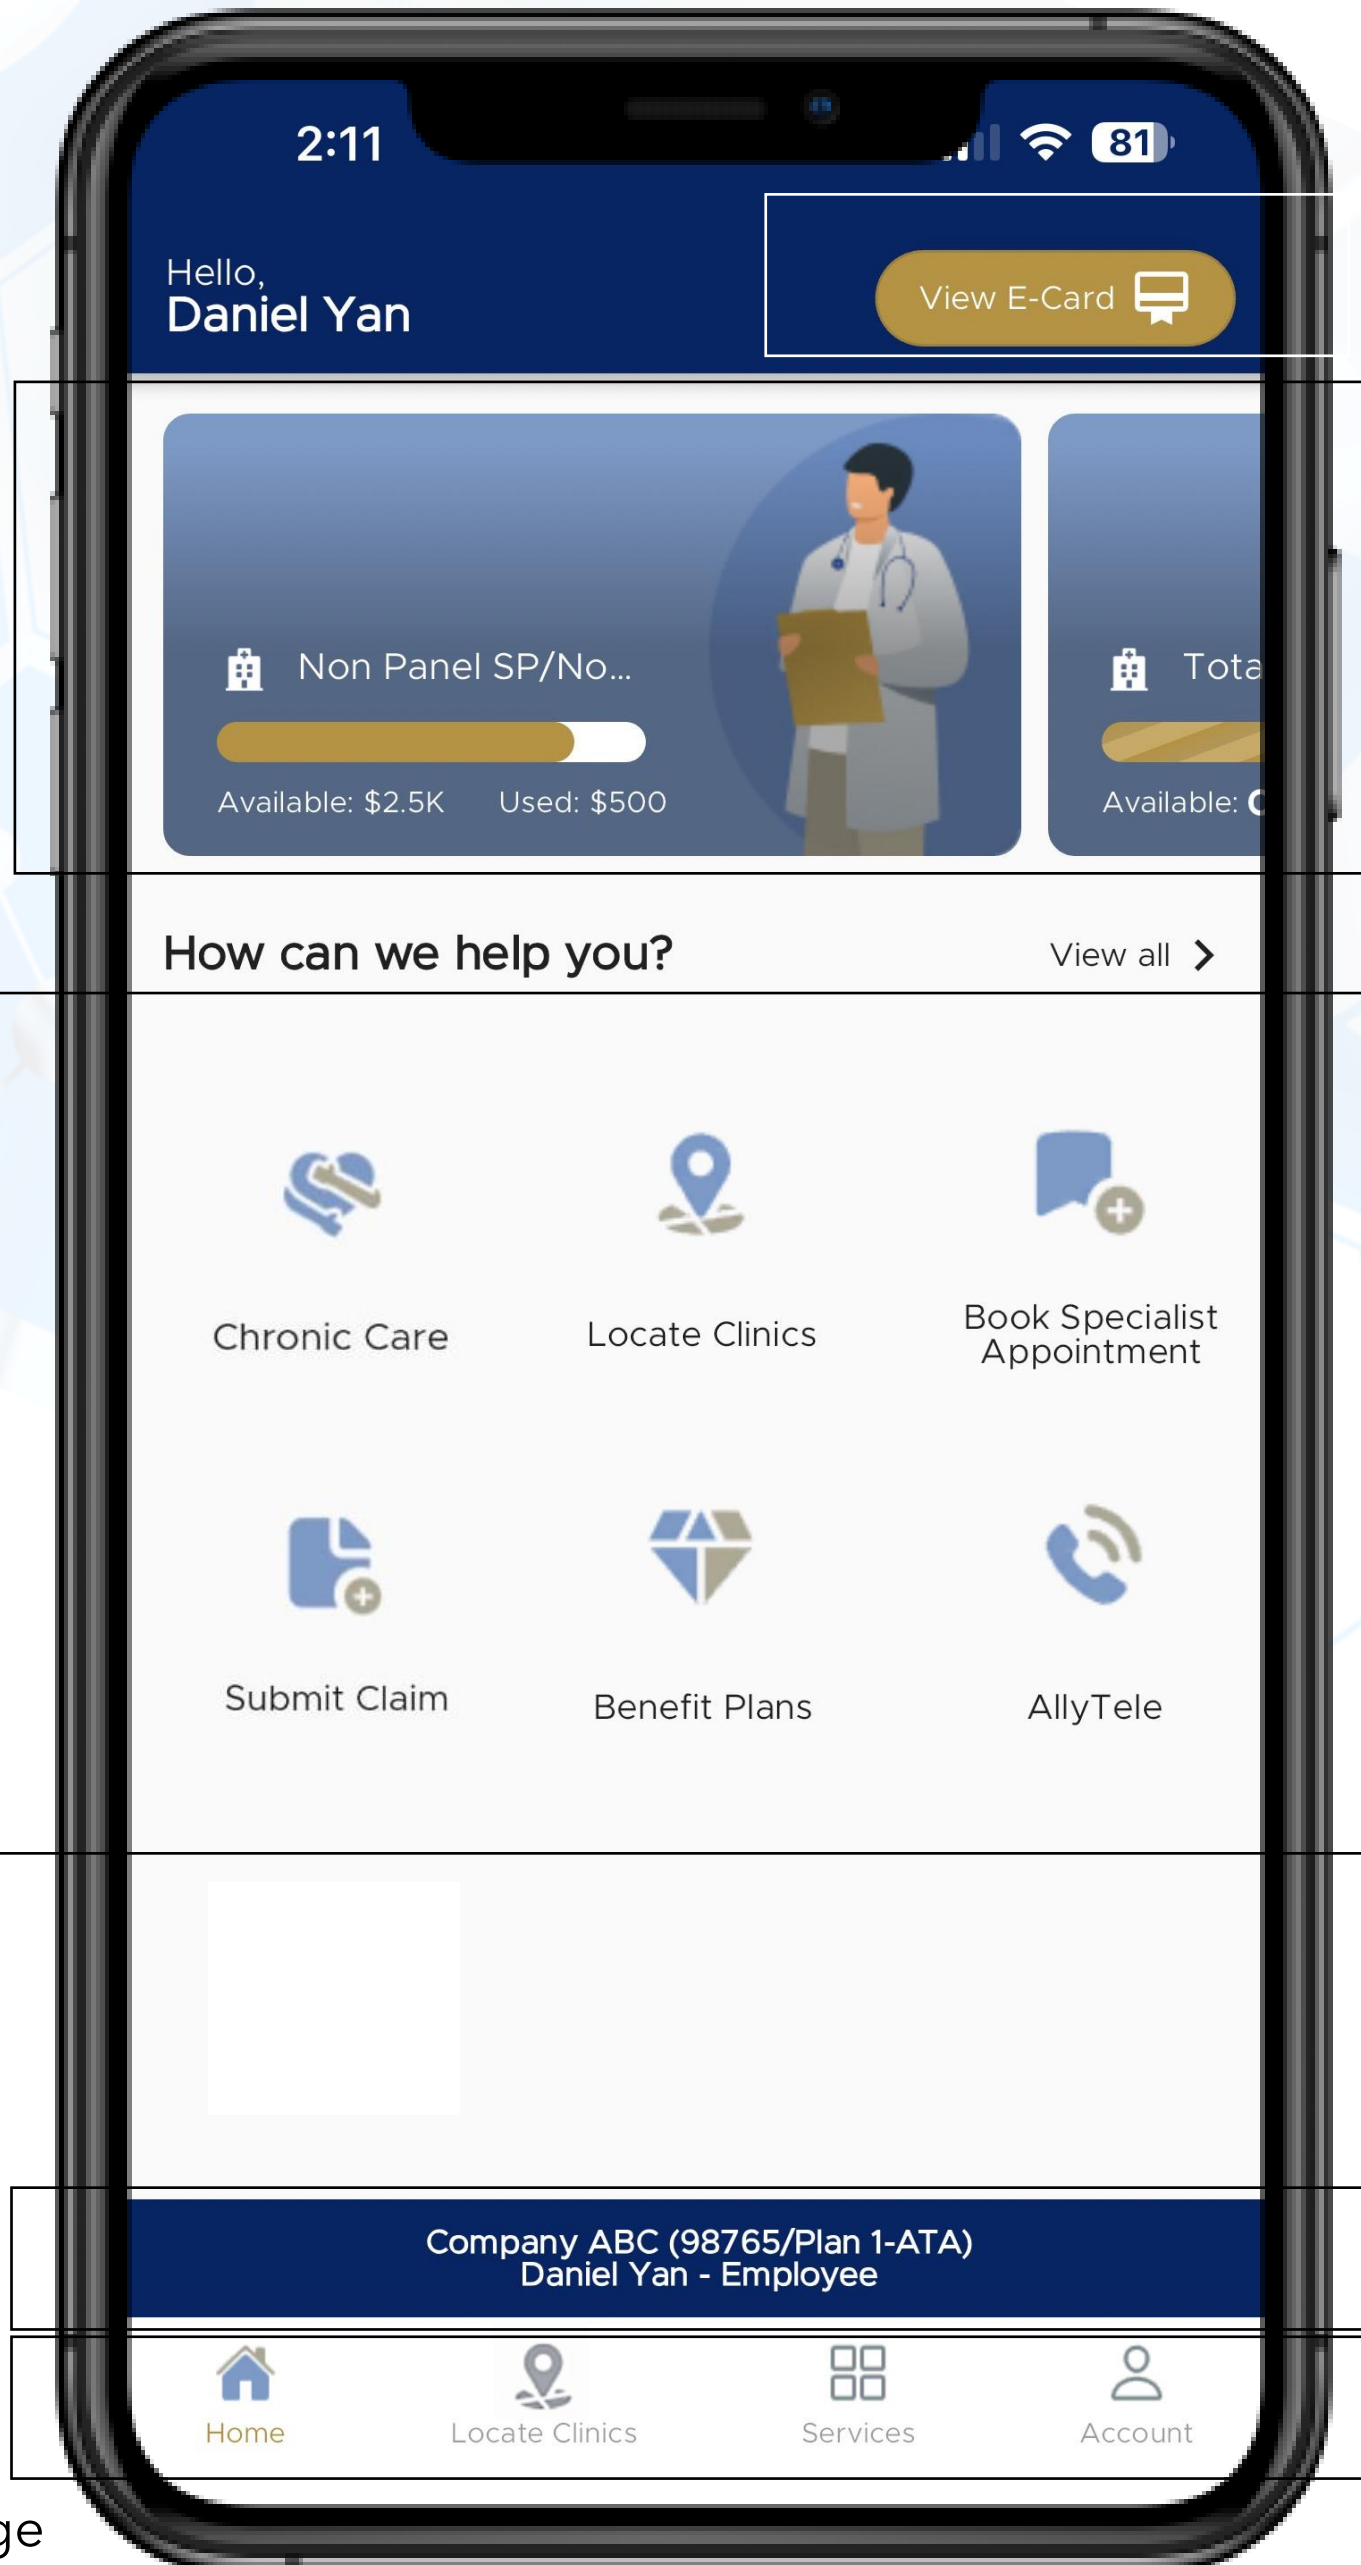 2:11
81
Hello,
Daniel Yan
View E-Card
Non Panel SP/No...
Available: $2.5K Used: $500
Tota
Available:
How can we help you?
View all
Chronic Care
Locate Clinics
Book Specialist
Appointment
Submit Claim
Benefit Plans
AllyTele
Company ABC (98765/Plan 1-ATA)
Daniel Yan - Employee
Home
Locate Clinics
Services
Account
ge